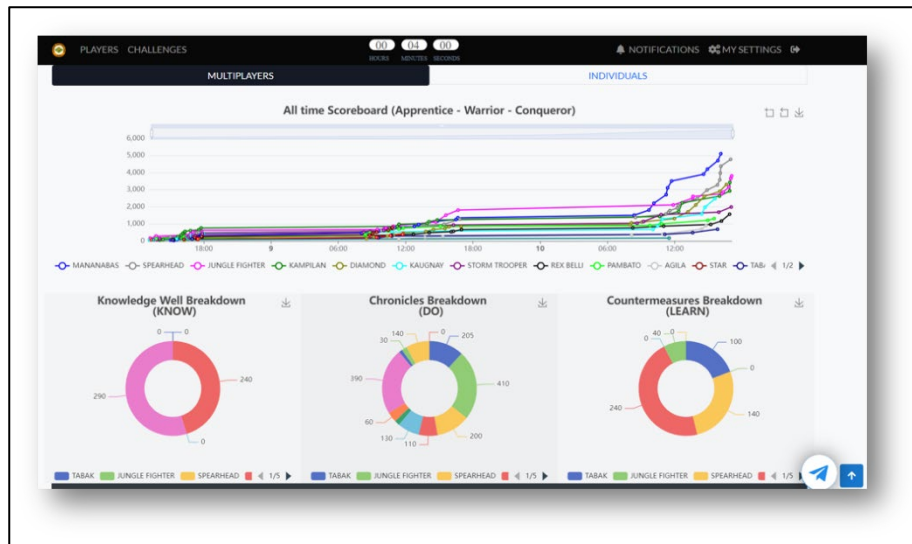 PLAYERS CHALLENGES 00 04 00 NOTIFICATIONS MY SETTINGS
HOURS MINUTES SECONDS
MULTIPLAYERS INDIVIDUALS
All time Scoreboard (Apprentice - Warrior - Conqueror)
6,000
5,000
4,000
3,000
2,000
1,000
0
18:00 9 06:00 12:00 18:00 10 06:00 12:00
MANANABAS SPEARHEAD JUNGLE FIGHTER KAMPILAN DIAMOND KAUGNAY STORM TROOPER REX BELLI PAMBATO AGILA STAR TAB 1/2
Knowledge Well Breakdown
(KNOW)
0 0
240
290
0
TABAK JUNGLE FIGHTER SPEARHEAD 1/5
Chronicles Breakdown
(DO)
140 0
30 205
390 410
60
130 200
110
TABAK JUNGLE FIGHTER SPEARHEAD 1/5
Countermeasures Breakdown
(LEARN)
40 0
0 100
0
240 140
TABAK JUNGLE FIGHTER SPEARHEAD 1/5